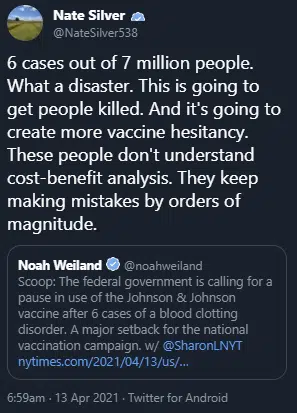 Nate Silver
@NateSilver538
6 cases out of 7 million people.
What a disaster. This is going to
get people killed. And it's going to
create more vaccine hesitancy.
These people don't understand
cost-benefit analysis. They keep
making mistakes by orders of
magnitude.
Noah Weiland @noahweiland
Scoop: The federal government is calling for a
pause in use of the Johnson & Johnson
vaccine after 6 cases of a blood clotting
disorder. A major setback for the national
vaccination campaign. w/ @SharonLNYT
nytimes.com/2021/04/13/us/...
6:59am · 13 Apr 2021 · Twitter for Android